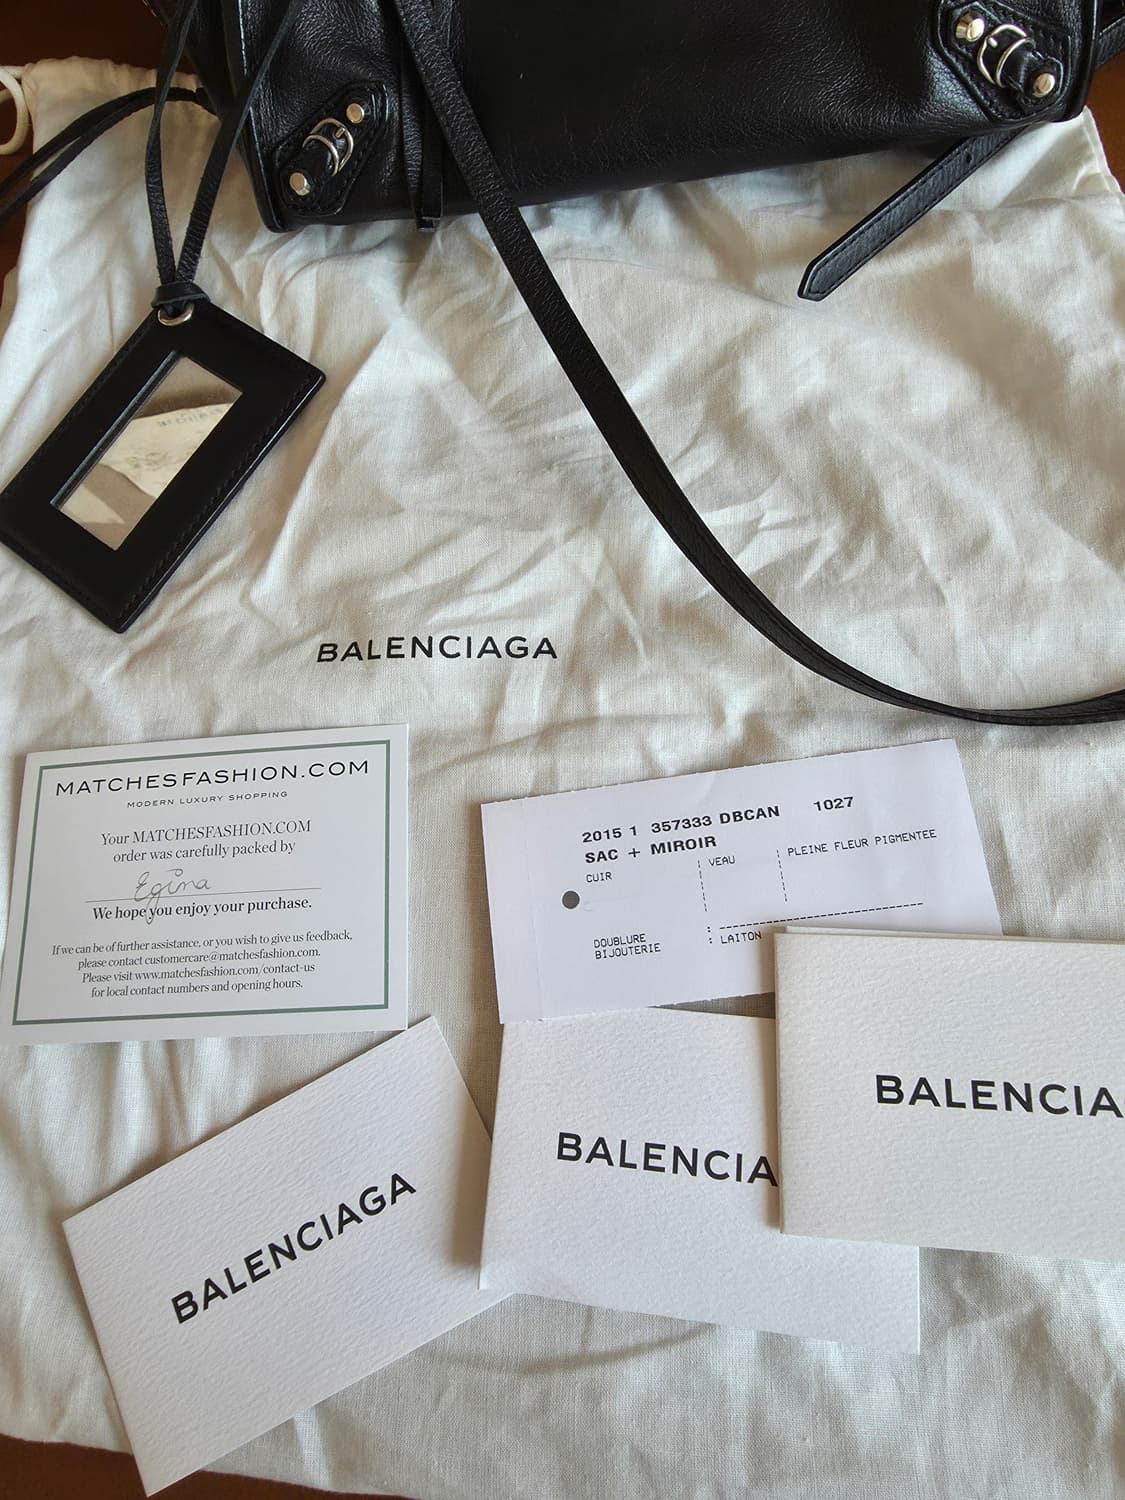 BALENCIAGA
MATCHESFASHION.COM
MODERN LUXURY SHOPPING
Your MATCHESFASHION.COM
order was carefully packed by
Egina
We hope you enjoy your purchase.
If we can be of further assistance, or you wish to give us feedback,
please contact customercare@matchesfashion.com.
Please visit www.matchesfashion.com/contact-us
for local contact numbers and opening hours.
2015 1 357333 DBCAN 1027
SAC + MIROIR
CUIR VEAU PLEINE FLEUR PIGMENTEE
DOUBLURE :
BIJOUTERIE : LAITON
BALENCIAGA
BALENCIA
BALENCIA